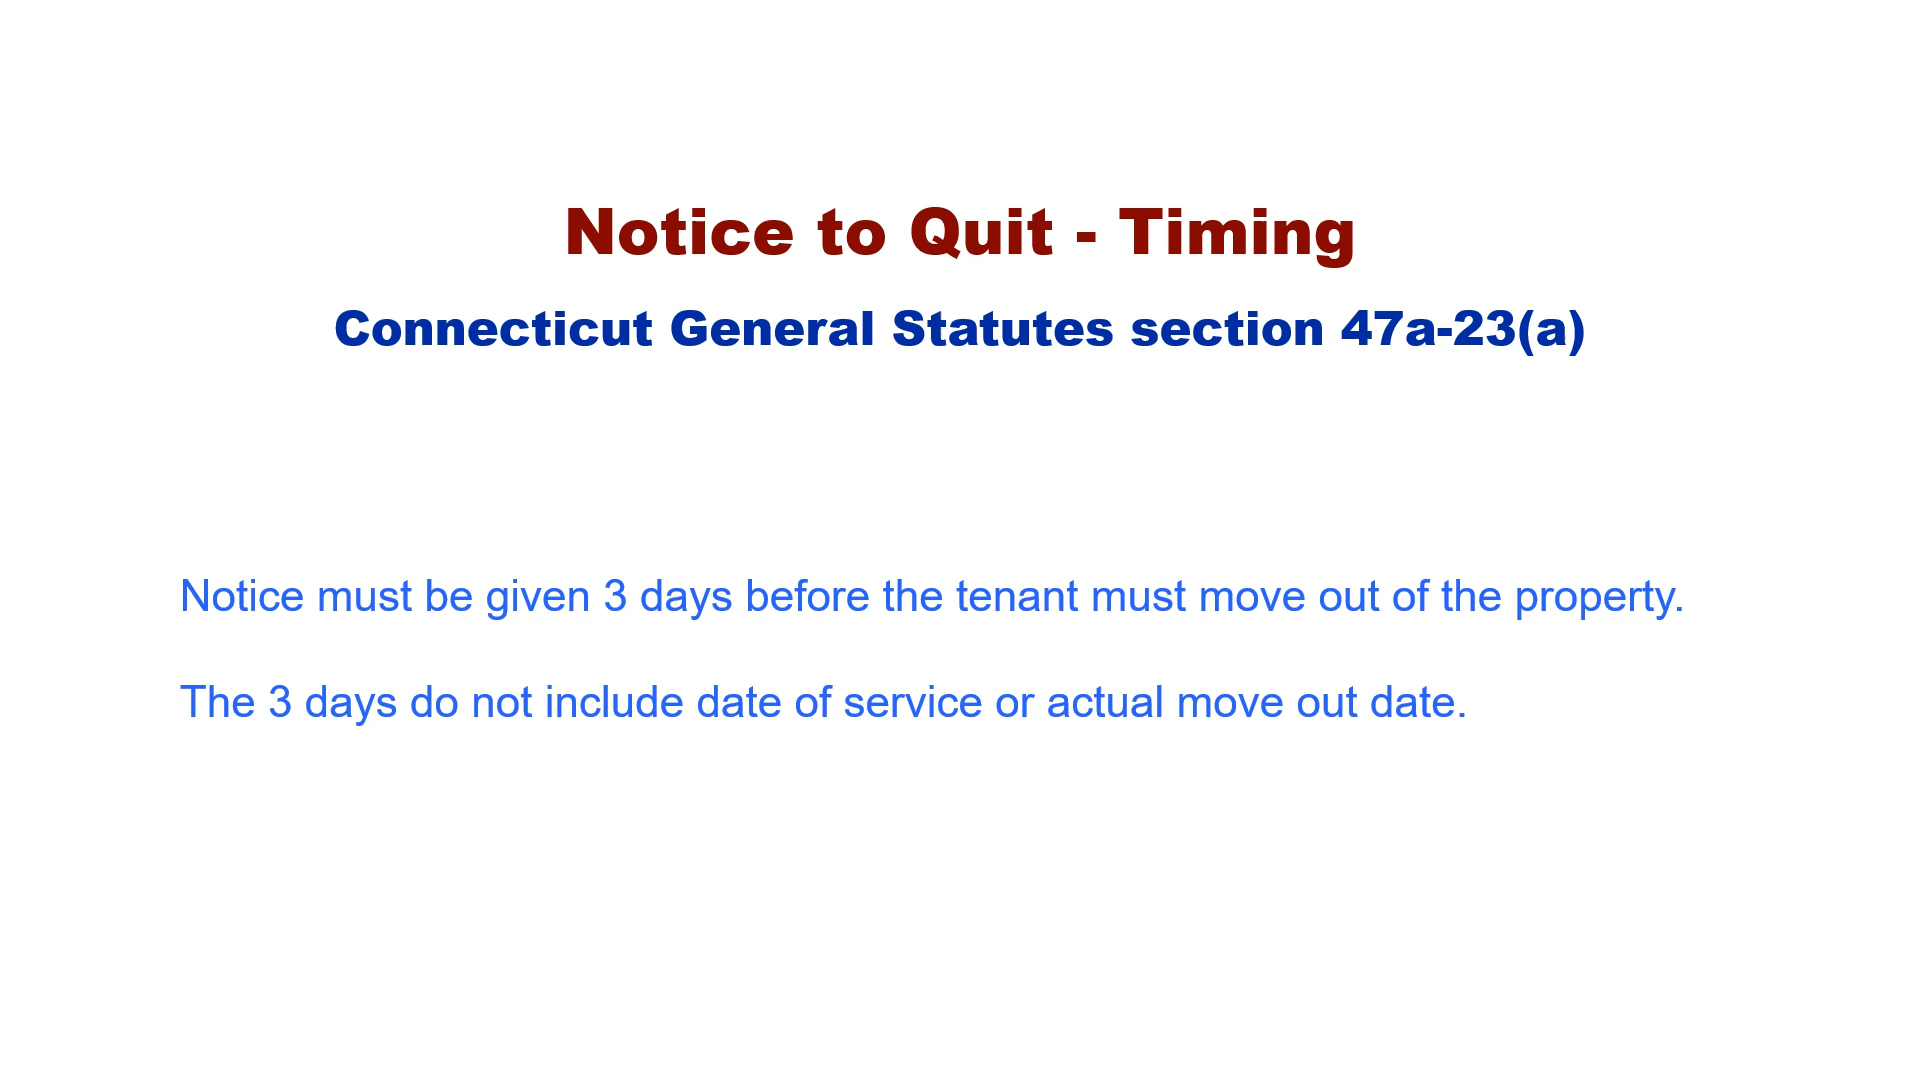 Notice to Quit - Timing
Connecticut General Statutes section 47a-23(a)
Notice must be given 3 days before the tenant must move out of the property.
The 3 days do not include date of service or actual move out date.